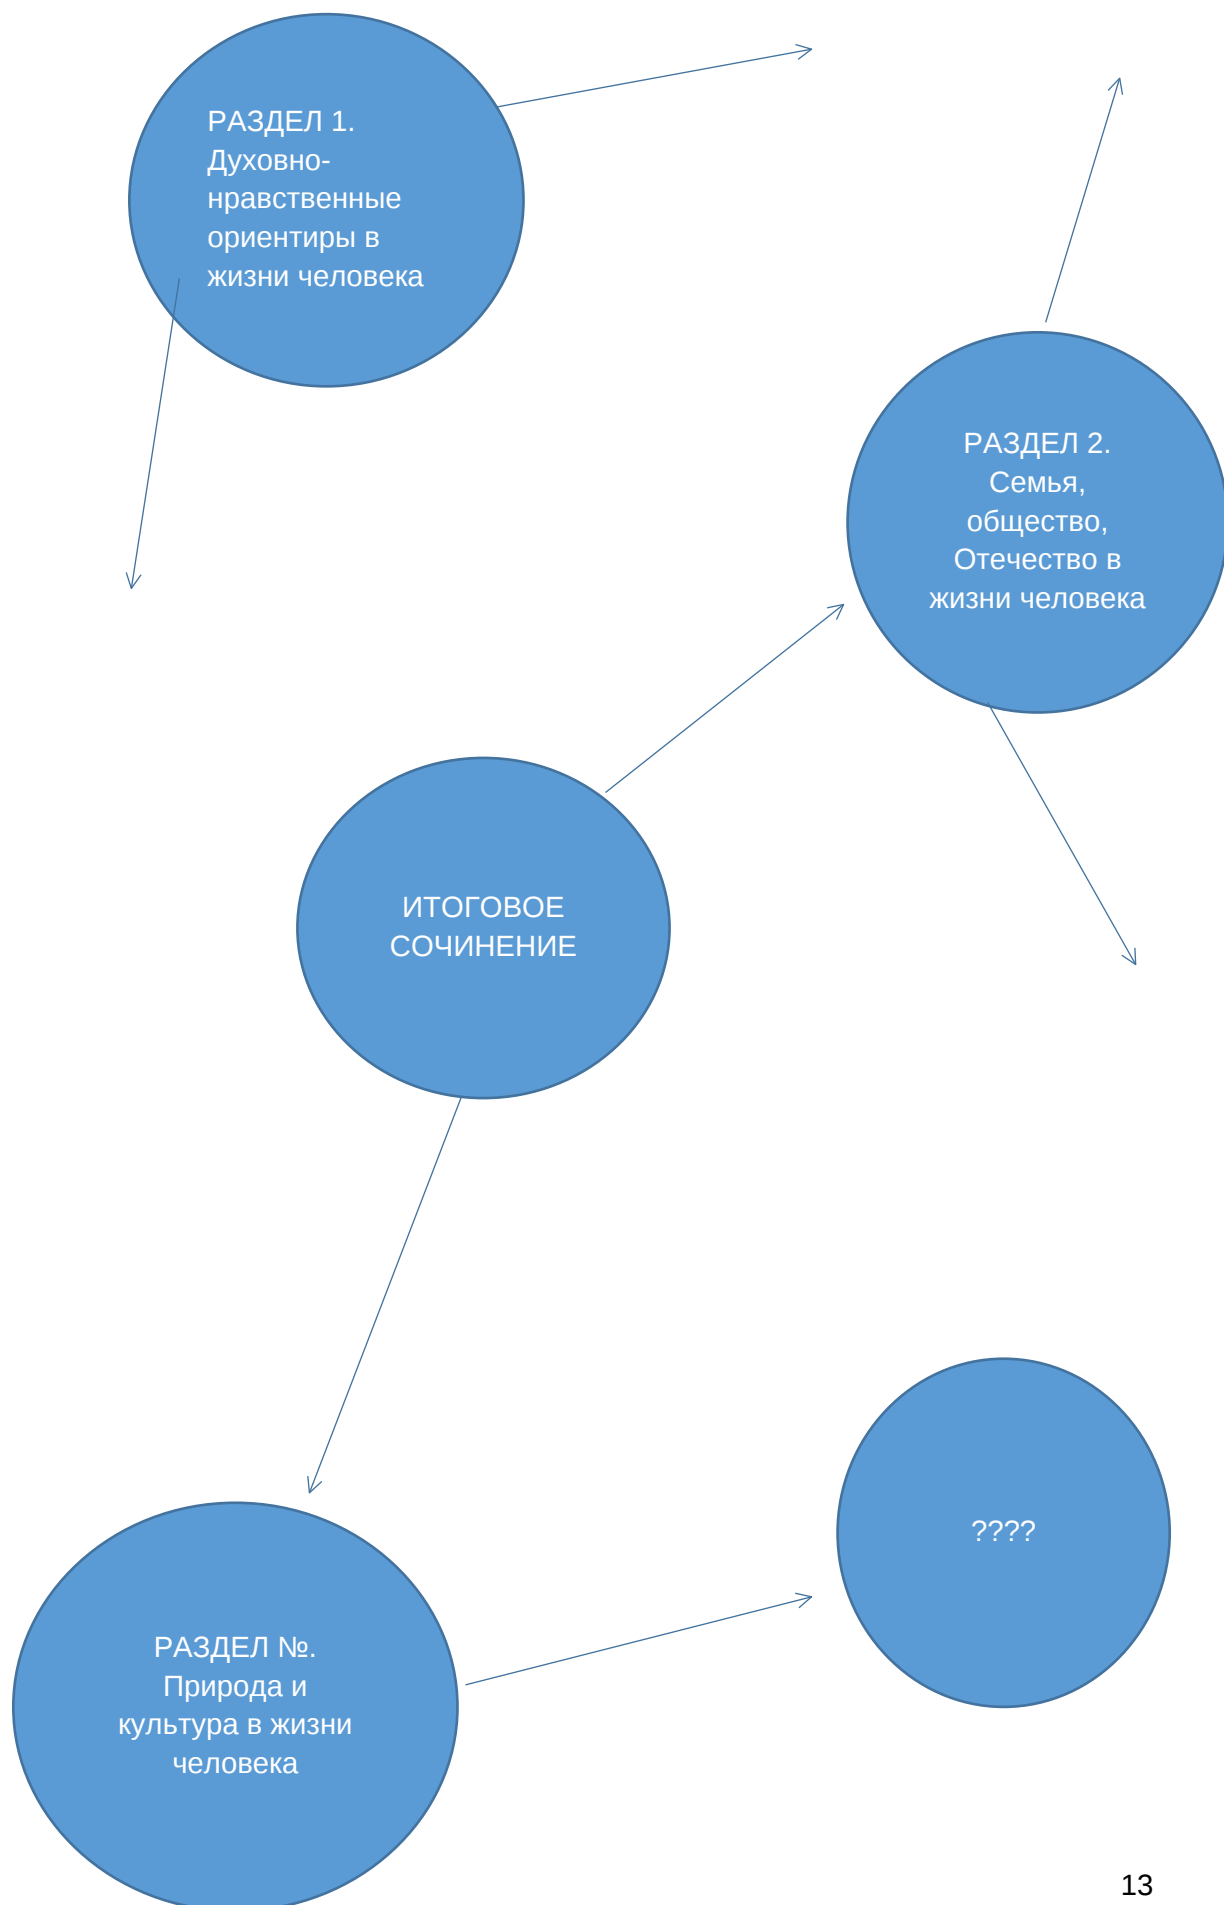 РАЗДЕЛ 1.
Духовно-
нравственные
ориентиры в
жизни человека
РАЗДЕЛ 2.
Семья,
общество,
Отечество в
жизни человека
ИТОГОВОЕ
СОЧИНЕНИЕ
????
РАЗДЕЛ №.
Природа и
культура в жизни
человека
13